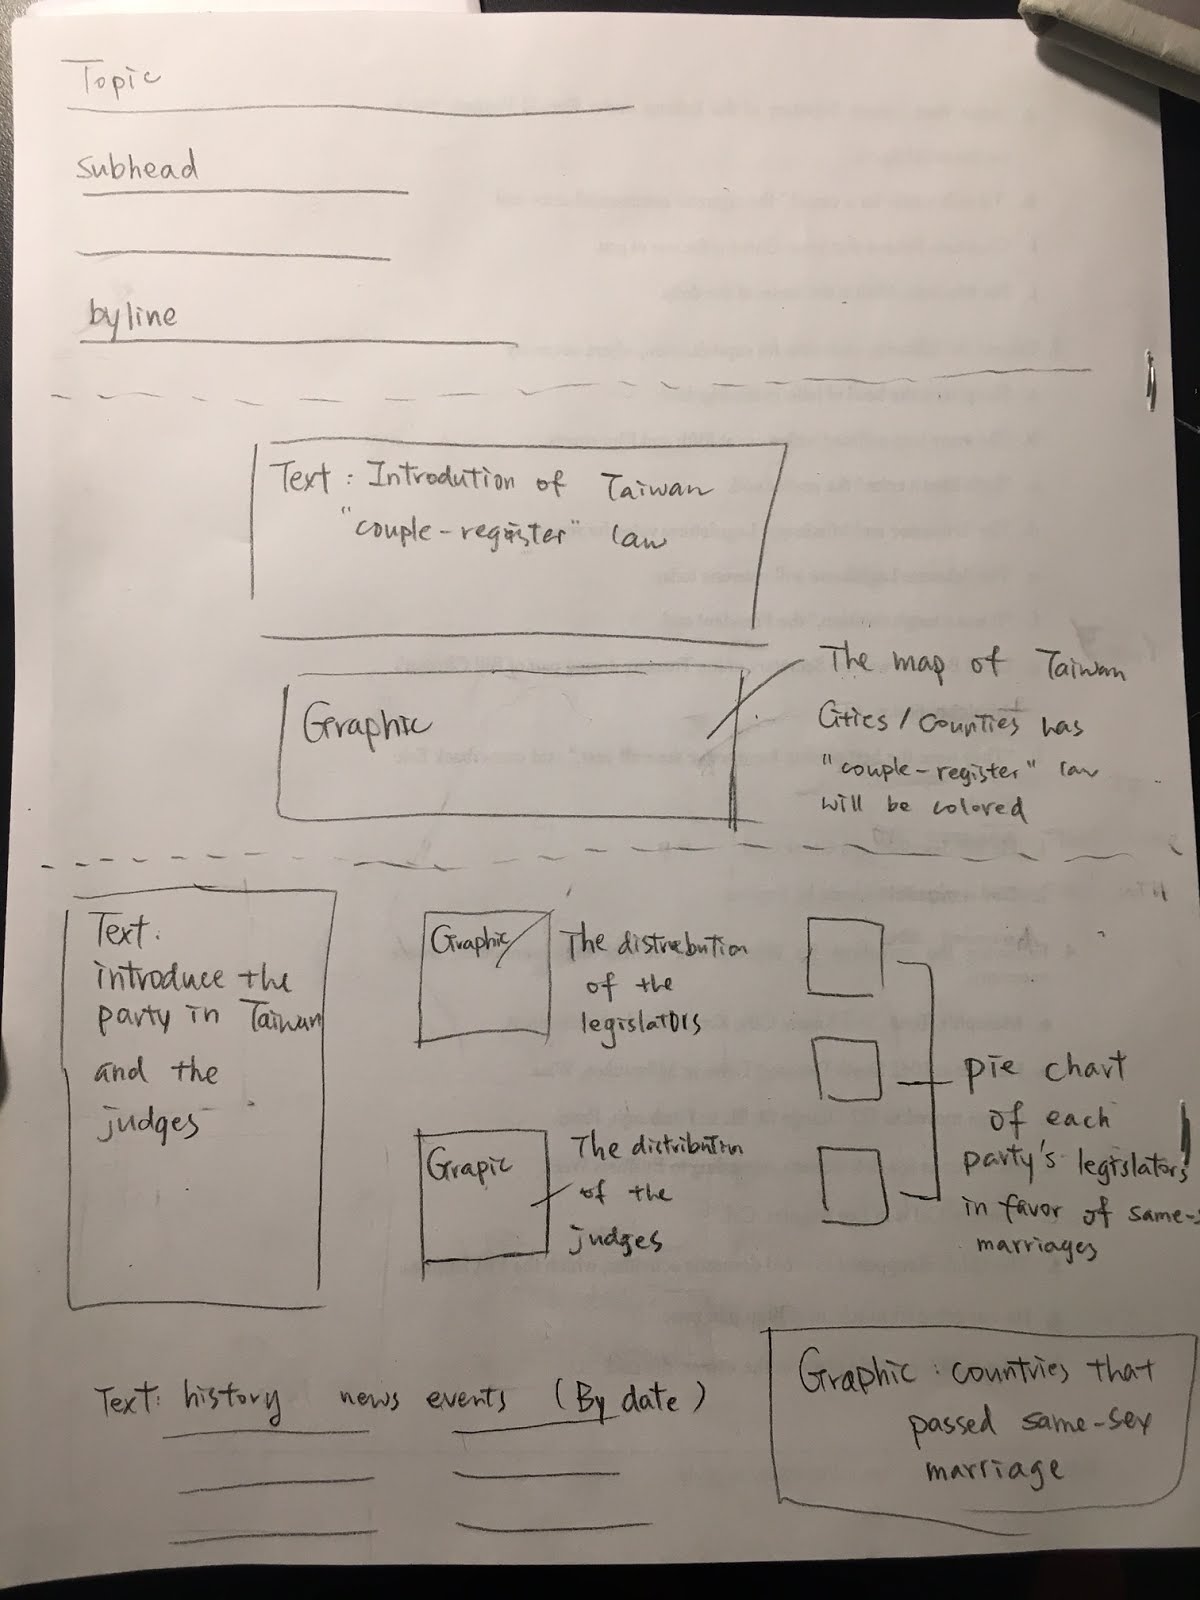 Topic
subhead
byline
Text : Introdution of Taiwan
"couple-register" law
Graphic
The map of Taiwan
Cities / Counties has
"couple-register" law
will be colored
Text:
introduce the
party in Taiwan
and the
judges
Graphic
The distrebution
of the
legislators
Grapic
The distribution
of the
judges
pie chart
of each
party's legislators
in favor of same-s
marriages
Text: history news events (By date)
Graphic : countries that
passed same-sex
marriage